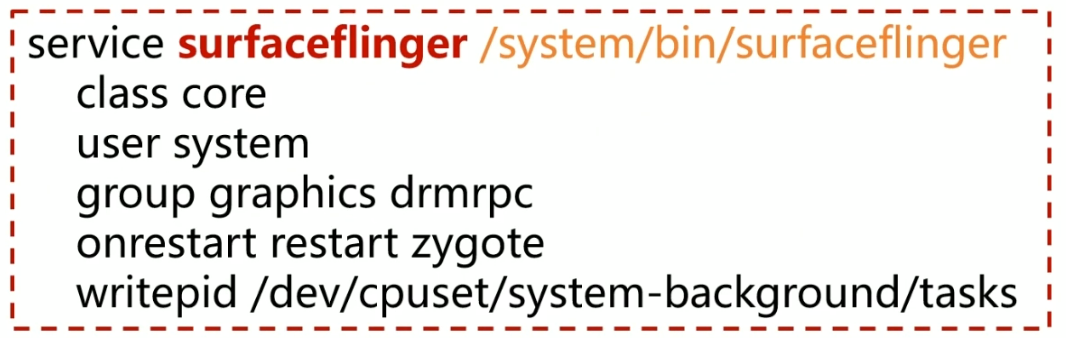 service surfaceflinger /system/bin/surfaceflinger
class core
user system
group graphics drmrpc
onrestart restart zygote
writepid /dev/cpuset/system-background/tasks